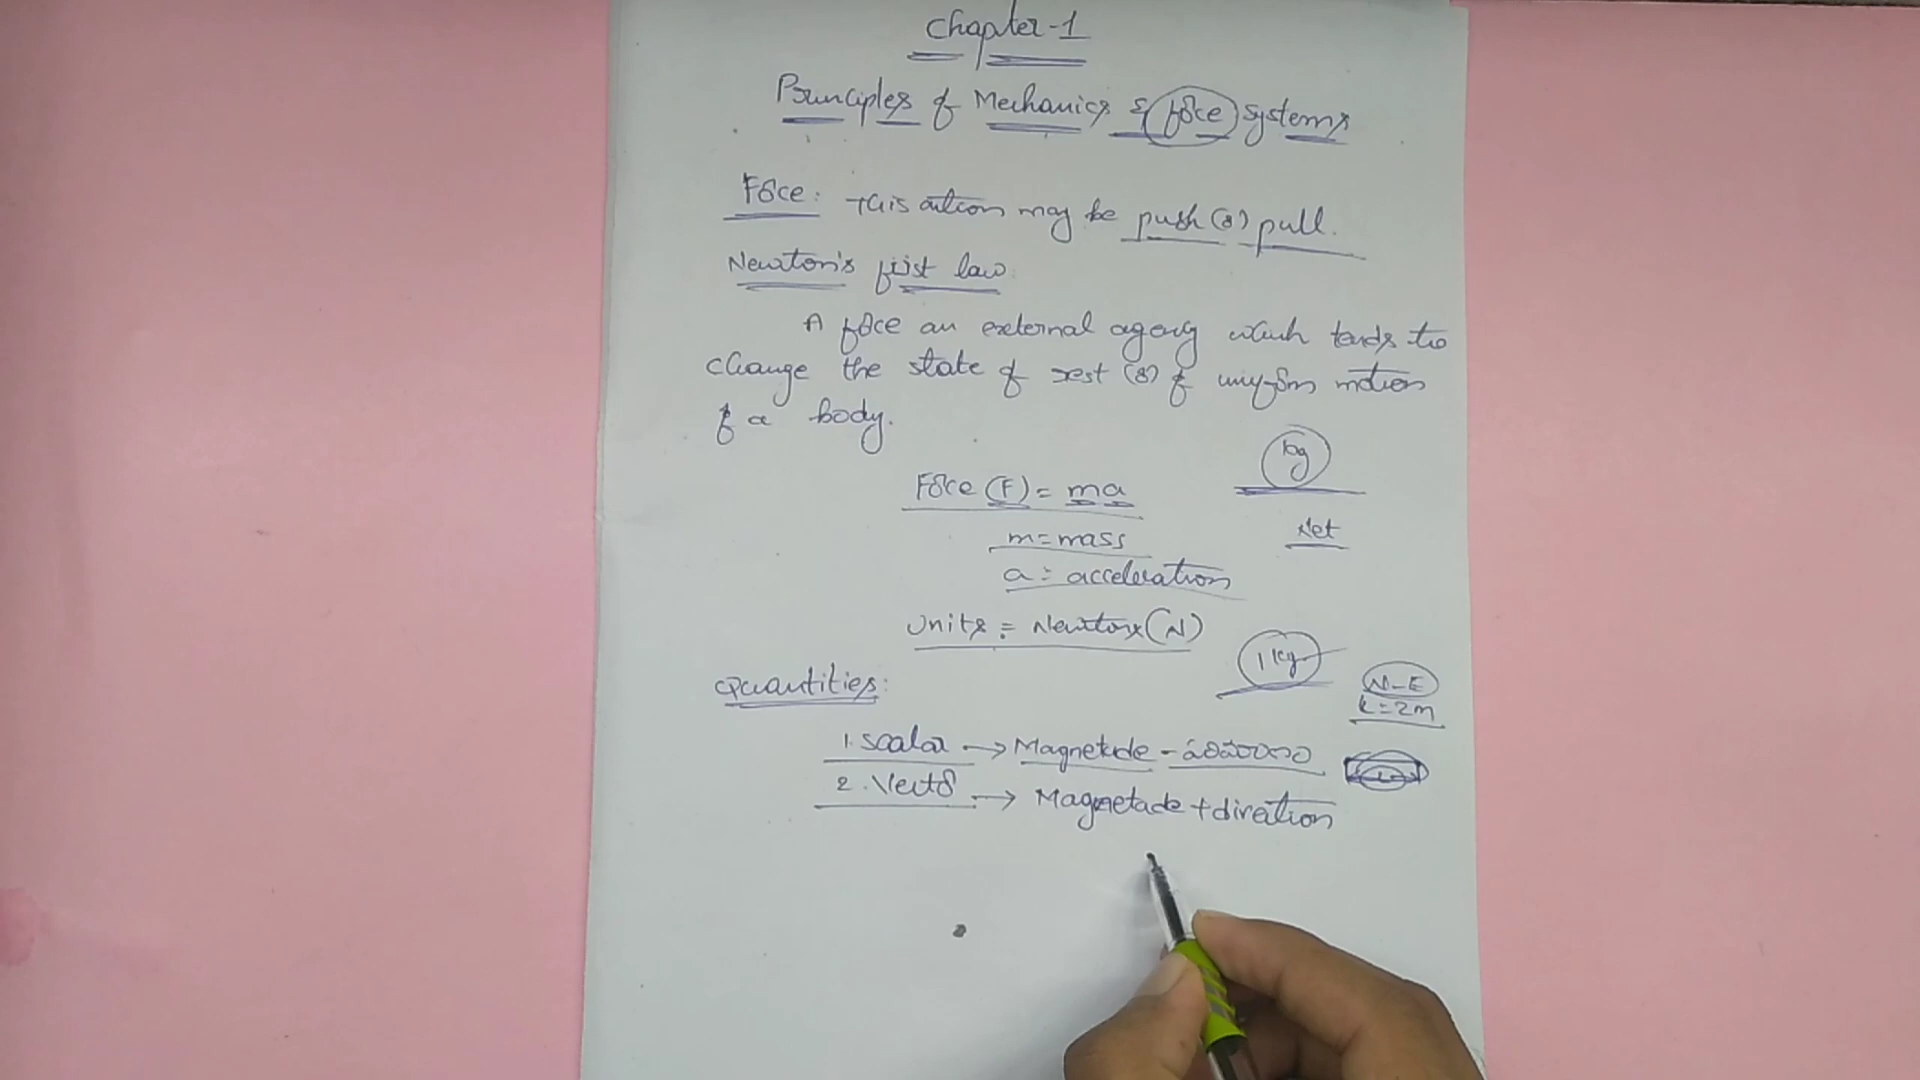 Chapter-1
Principles of Mechanics & force systems
Force: This action may be push (or) pull.
Newton's first law:
A force an external agency which tends to
change the state of rest (or) of uniform motion
of a body.
kg
Force (F) = ma
Net
m=mass
a = acceleration
Units = Newtons(N)
1 kg
N-E
Quantities:
= 2m
1. Scalar → Magnetude -
2. Vector → Magnetude + direction